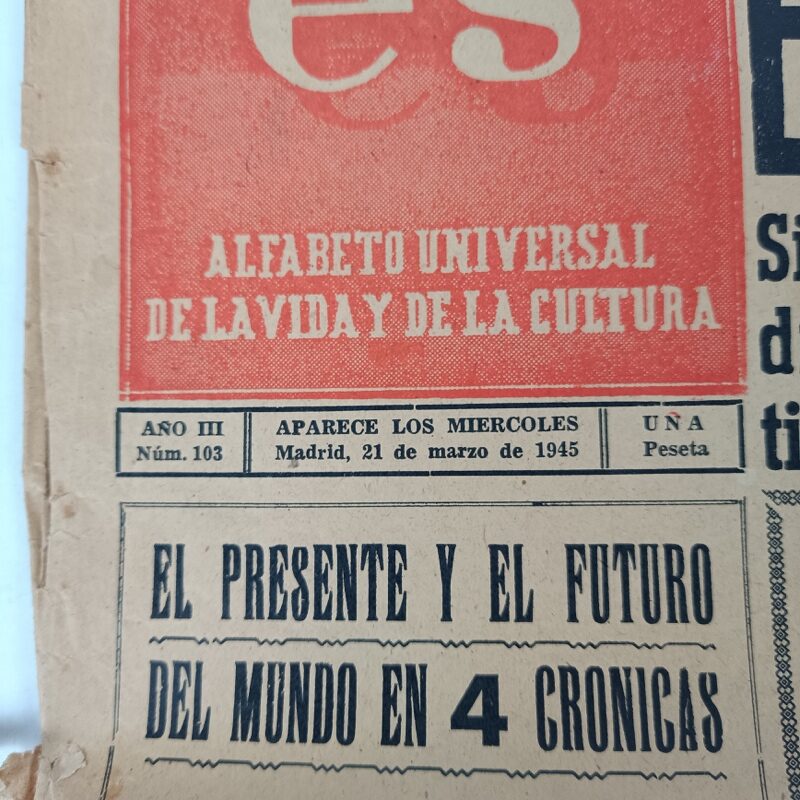 es
ALFABETO UNIVERSAL
DE LA VIDA Y DE LA CULTURA
AÑO III
Núm. 103
APARECE LOS MIERCOLES
Madrid, 21 de marzo de 1945
UÑA
Peseta
EL PRESENTE Y EL FUTURO
DEL MUNDO EN 4 CRONICAS